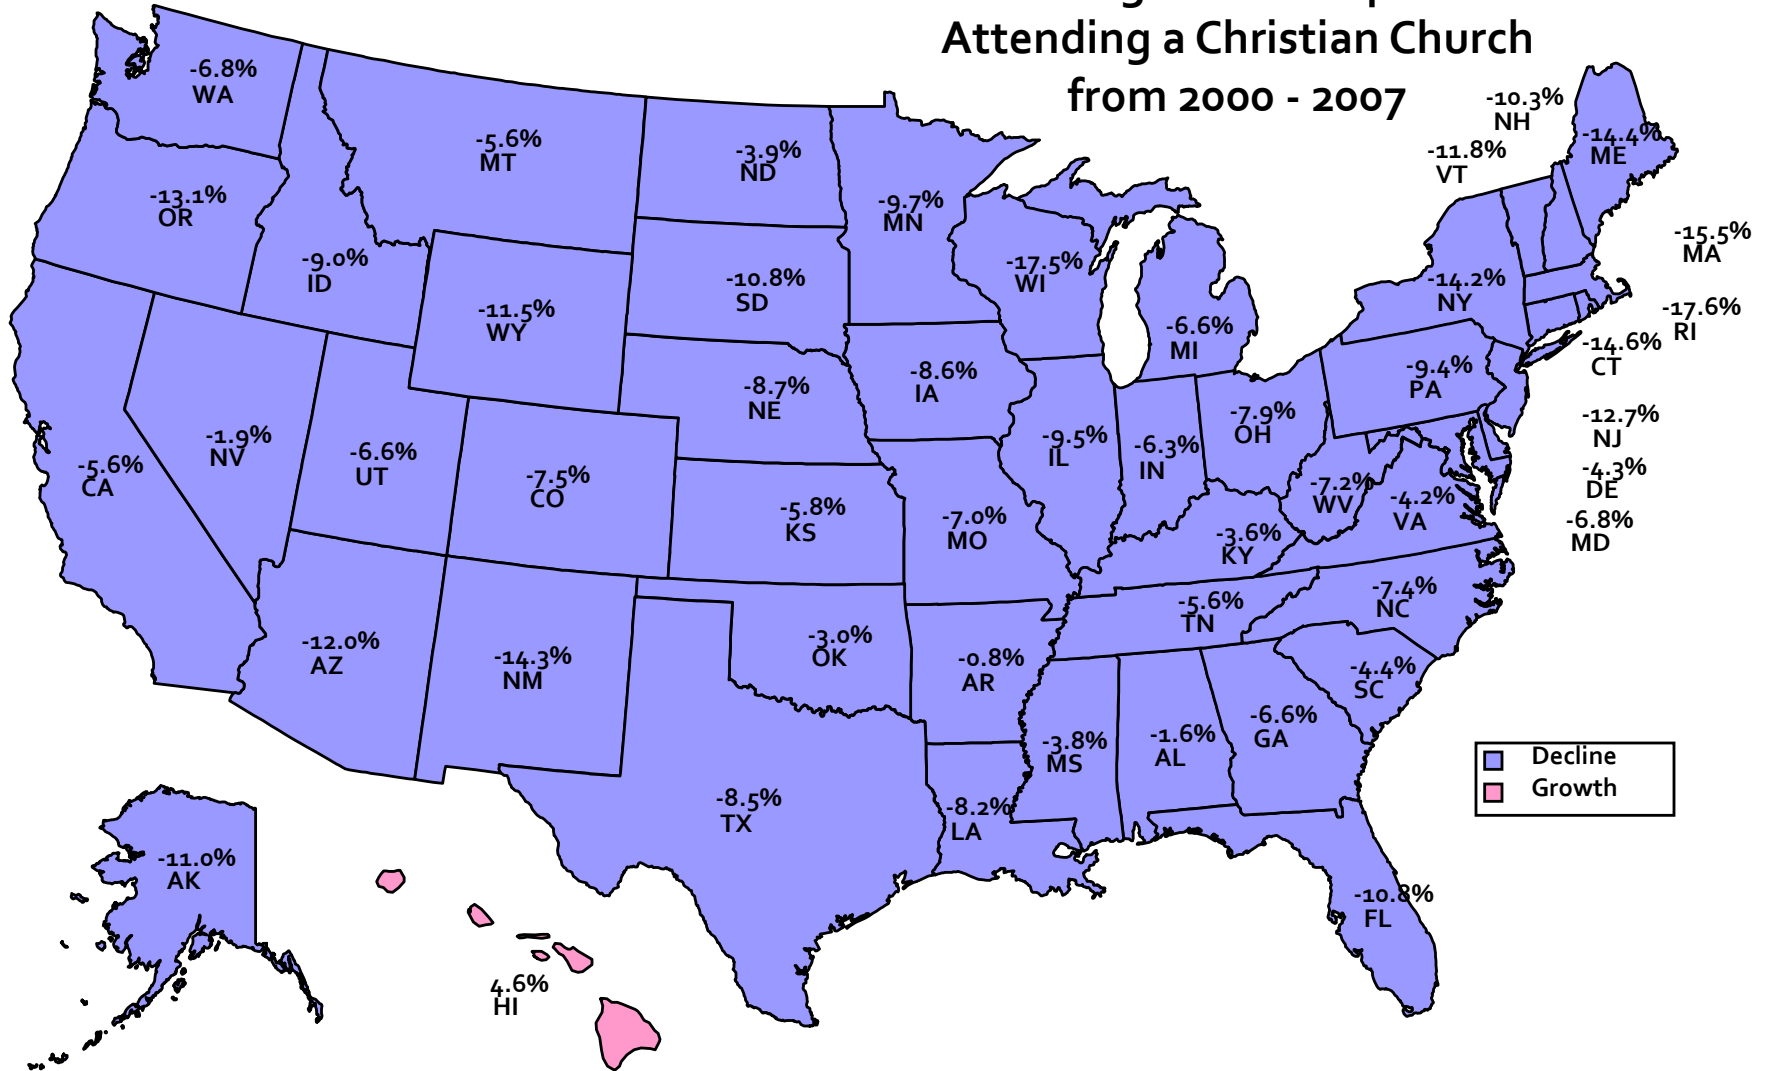 Attending a Christian Church
from 2000 - 2007
-6.8%
WA
-5.6%
MT
-3.9%
ND
-9.7%
MN
-10.3%
NH
-14.4%
ME
-11.8%
VT
-13.1%
OR
-9.0%
ID
-11.5%
WY
-10.8%
SD
-17.5%
WI
-6.6%
MI
-14.2%
NY
-15.5%
MA
-17.6%
RI
-14.6%
CT
-9.4%
PA
-12.7%
NJ
-4.3%
DE
-6.8%
MD
-5.6%
CA
-1.9%
NV
-6.6%
UT
-7.5%
CO
-8.7%
NE
-8.6%
IA
-9.5%
IL
-6.3%
IN
-7.9%
OH
-7.2%
WV
-4.2%
VA
-5.8%
KS
-7.0%
MO
-3.6%
KY
-12.0%
AZ
-14.3%
NM
-3.0%
OK
-0.8%
AR
-5.6%
TN
-7.4%
NC
-4.4%
SC
-8.5%
TX
-8.2%
LA
-3.8%
MS
-1.6%
AL
-6.6%
GA
-10.8%
FL
-11.0%
AK
4.6%
HI
Decline
Growth